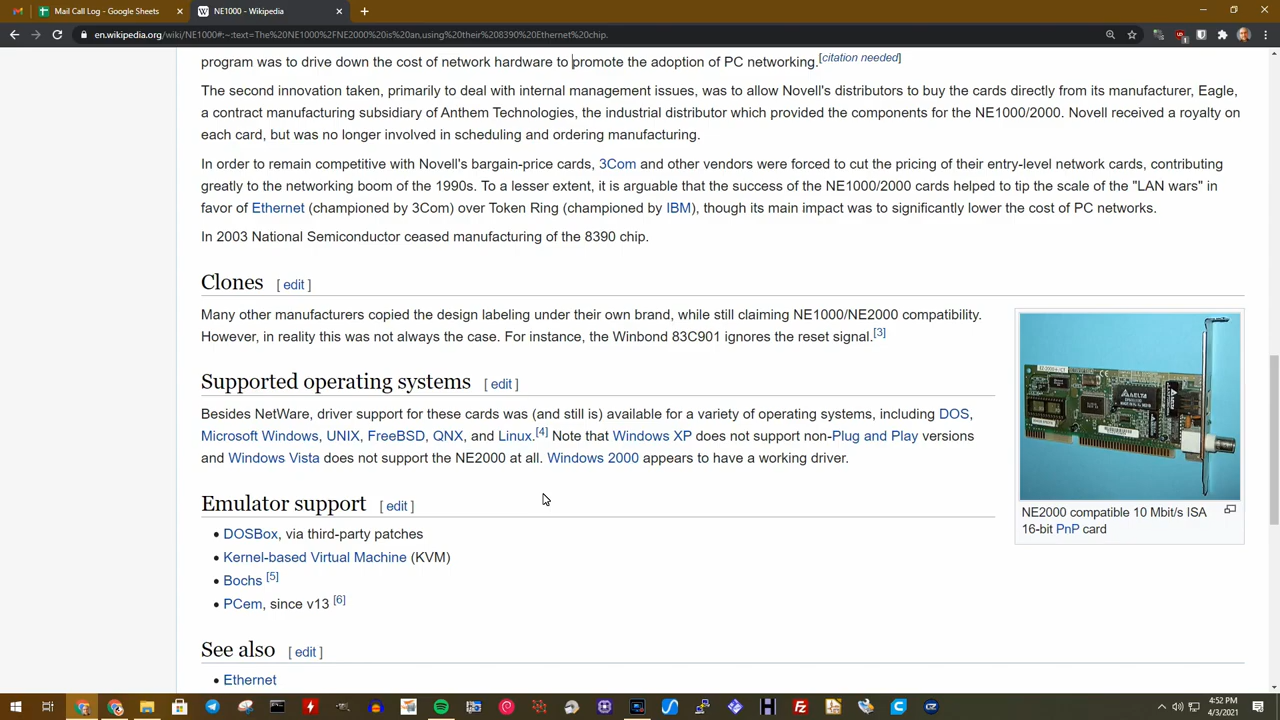 Mail Call Log - Google Sheets
NE1000 - Wikipedia
en.wikipedia.org/wiki/NE1000#:~:text=The%20NE1000%2FNE2000%20is%20an,using%20their%208390%20Ethernet%20chip.
program was to drive down the cost of network hardware to promote the adoption of PC networking.[citation needed]
The second innovation taken, primarily to deal with internal management issues, was to allow Novell's distributors to buy the cards directly from its manufacturer, Eagle,
a contract manufacturing subsidiary of Anthem Technologies, the industrial distributor which provided the components for the NE1000/2000. Novell received a royalty on
each card, but was no longer involved in scheduling and ordering manufacturing.
In order to remain competitive with Novell's bargain-price cards, 3Com and other vendors were forced to cut the pricing of their entry-level network cards, contributing
greatly to the networking boom of the 1990s. To a lesser extent, it is arguable that the success of the NE1000/2000 cards helped to tip the scale of the "LAN wars" in
favor of Ethernet (championed by 3Com) over Token Ring (championed by IBM), though its main impact was to significantly lower the cost of PC networks.
In 2003 National Semiconductor ceased manufacturing of the 8390 chip.
Clones [ edit ]
Many other manufacturers copied the design labeling under their own brand, while still claiming NE1000/NE2000 compatibility.
However, in reality this was not always the case. For instance, the Winbond 83C901 ignores the reset signal.[3]
Supported operating systems [ edit ]
Besides NetWare, driver support for these cards was (and still is) available for a variety of operating systems, including DOS,
Microsoft Windows, UNIX, FreeBSD, QNX, and Linux.[4] Note that Windows XP does not support non-Plug and Play versions
and Windows Vista does not support the NE2000 at all. Windows 2000 appears to have a working driver.
NE2000 compatible 10 Mbit/s ISA
16-bit PnP card
Emulator support [ edit ]
• DOSBox, via third-party patches
• Kernel-based Virtual Machine (KVM)
• Bochs [5]
• PCem, since v13 [6]
See also [ edit ]
• Ethernet
4:52 PM
4/3/2021